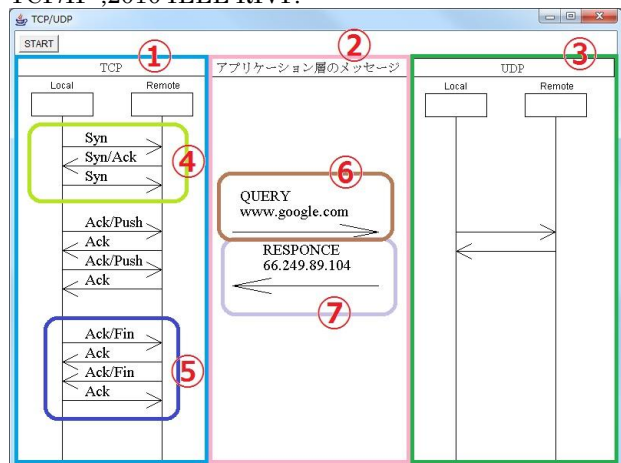 TCP/IP",2010 IEEE RIVF.
TCP/UDP
START
①
②
③
TCP
アプリケーション層のメッセージ
UDP
Local
Remote
Local
Remote
Syn
Syn/Ack
Syn
④
Ack/Push
Ack
Ack/Push
Ack
⑥
QUERY
www.google.com
RESPONCE
66.249.89.104
⑦
Ack/Fin
Ack
Ack/Fin
Ack
⑤